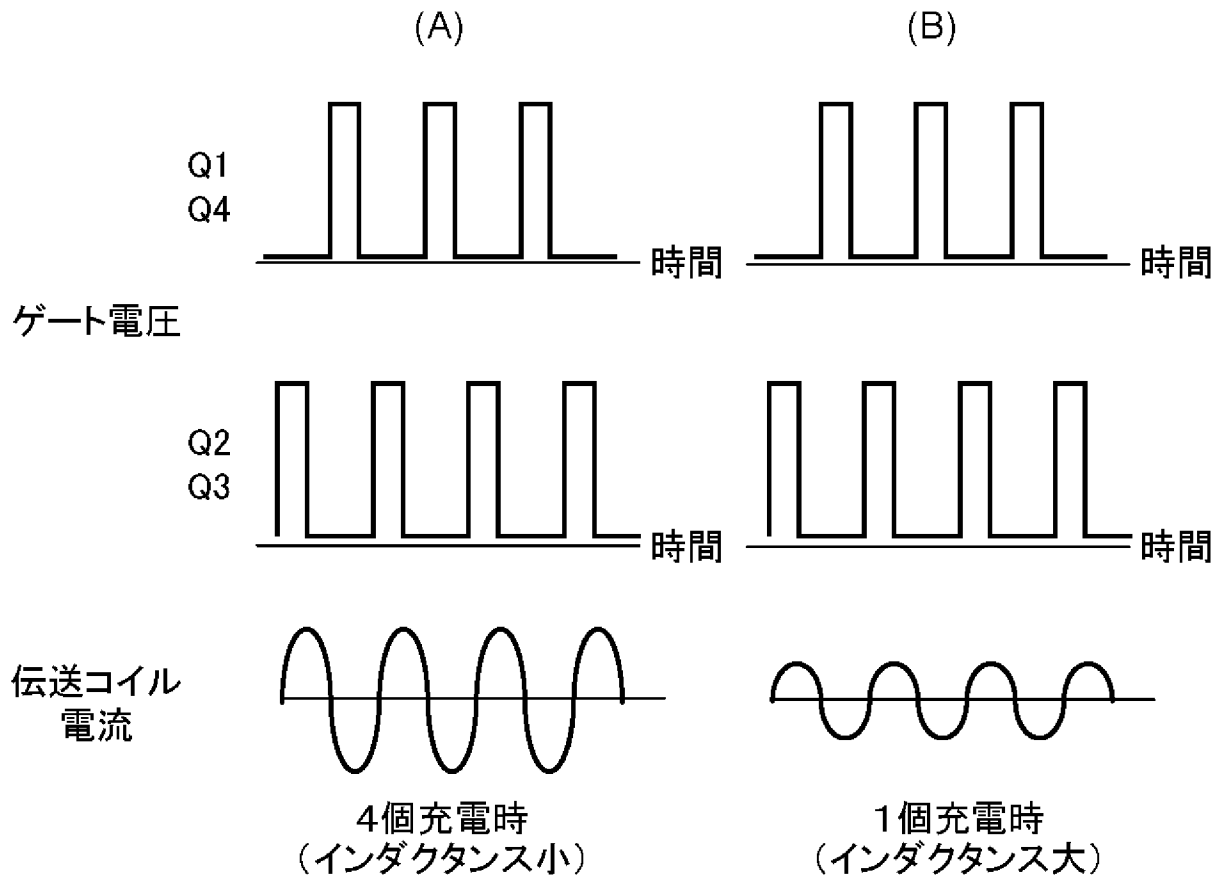 (A)
(B)
Q1
Q4
時間
時間
ゲート電圧
Q2
Q3
時間
時間
伝送コイル
電流
4個充電時
（インダクタンス小）
1個充電時
（インダクタンス大）